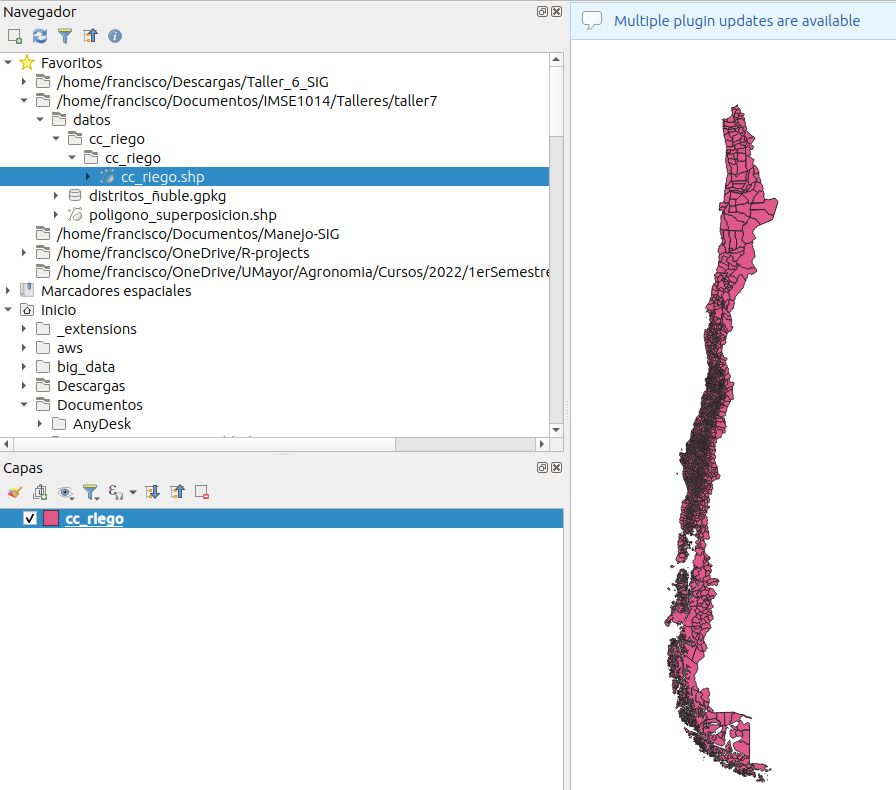 Navegador
Multiple plugin updates are available
Favoritos
/home/francisco/Descargas/Taller_6_SIG
/home/francisco/Documentos/IMSE1014/Talleres/taller7
datos
cc_riego
cc_riego
cc_riego.shp
distritos_ñuble.gpkg
poligono_superposicion.shp
/home/francisco/Documentos/Manejo-SIG
/home/francisco/OneDrive/R-projects
/home/francisco/OneDrive/UMayor/Agronomia/Cursos/2022/1erSemestre
Marcadores espaciales
Inicio
_extensions
aws
big_data
Descargas
Documentos
AnyDesk
Capas
cc_riego